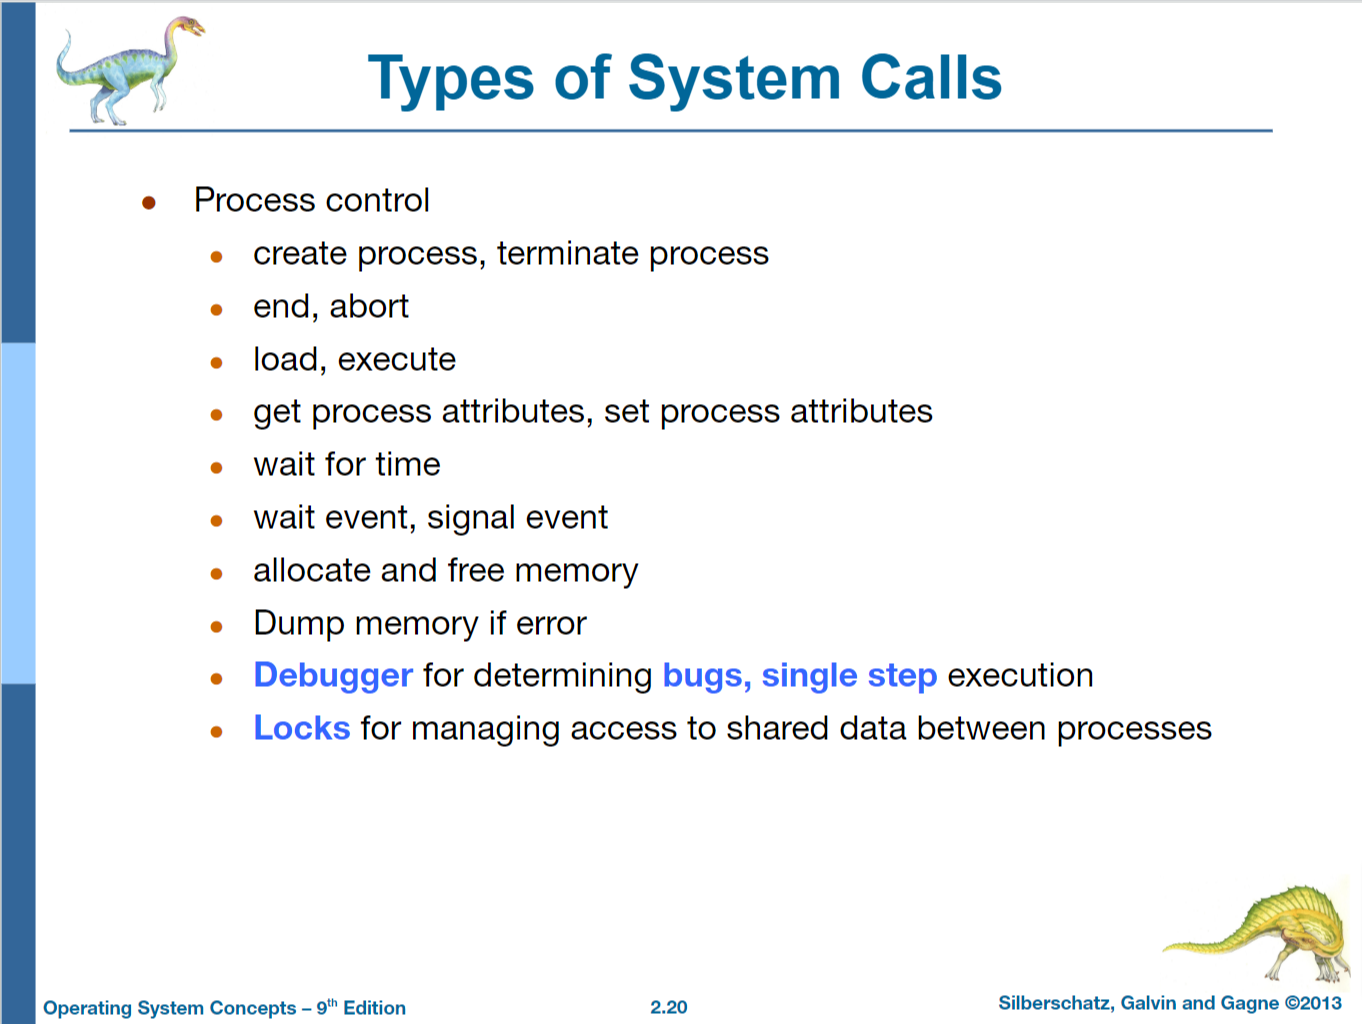 Types of System Calls
● Process control
● create process, terminate process
● end, abort
● load, execute
● get process attributes, set process attributes
● wait for time
● wait event, signal event
● allocate and free memory
● Dump memory if error
● Debugger for determining bugs, single step execution
● Locks for managing access to shared data between processes
Operating System Concepts – 9th Edition
2.20
Silberschatz, Galvin and Gagne ©2013